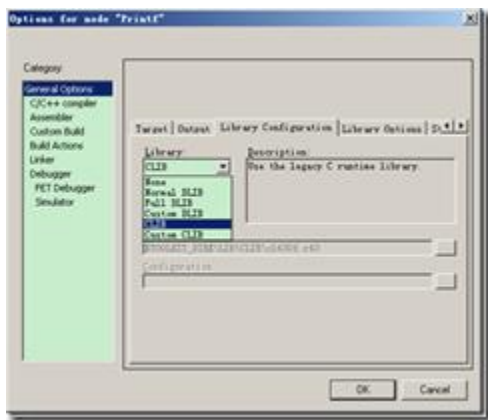 Options for node "Printf"
Category:
General Options
C/C++ compiler
Assembler
Custom Build
Build Actions
Linker
Debugger
FET Debugger
Simulator
Target Output Library Configuration Library Options
Library:
CLIB
None
Normal DLIB
Full DLIB
Custom DLIB
CLIB
Custom CLIB
Description:
Use the legacy C runtime library.
Configuration
OK
Cancel